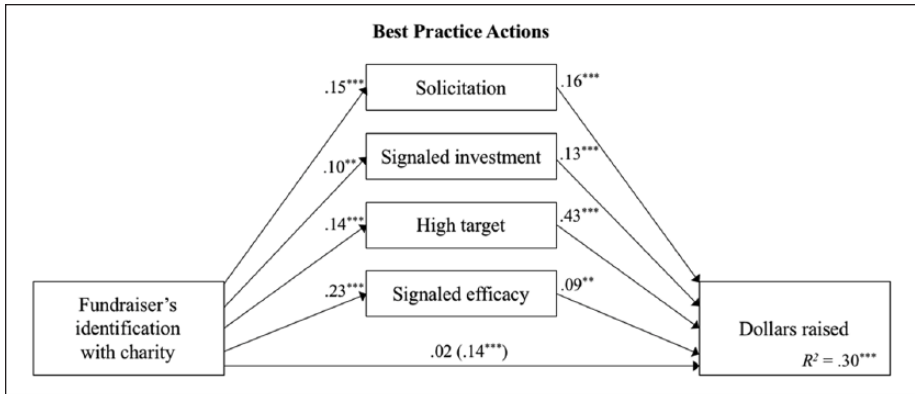 Best Practice Actions
.15***
Solicitation
.16***
.10**
Signaled investment
.13***
.14***
High target
.43***
.23***
Signaled efficacy
.09**
Fundraiser's
identification
with charity
.02 (.14***)
Dollars raised
R² = .30***